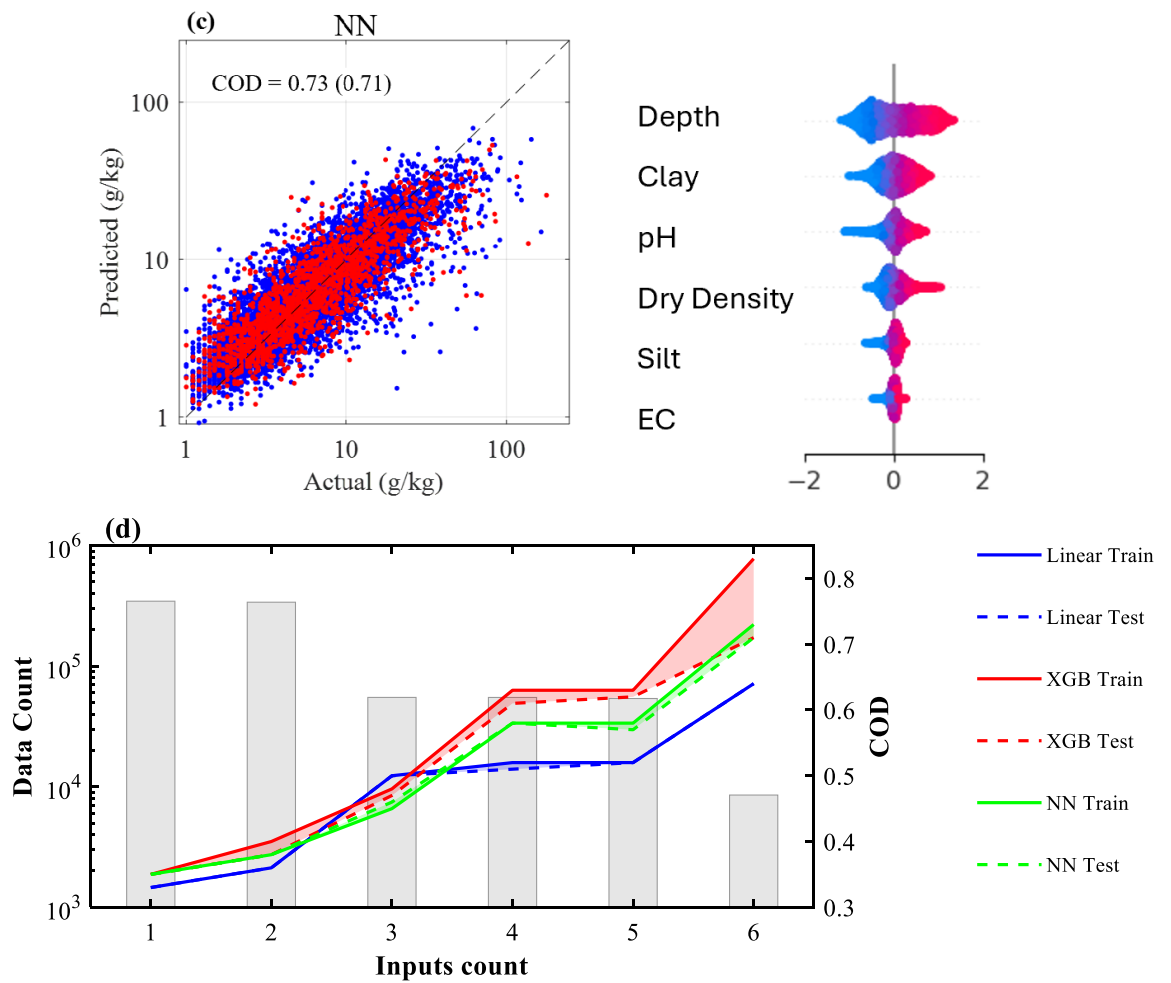 (c)
NN
COD = 0.73 (0.71)
100
10
1
1
10
100
Predicted (g/kg)
Actual (g/kg)
Depth
Clay
pH
Dry Density
Silt
EC
−2
0
2
(d)
10^6
10^5
10^4
10^3
Data Count
0.8
0.7
0.6
0.5
0.4
0.3
COD
1
2
3
4
5
6
Inputs count
Linear Train
Linear Test
XGB Train
XGB Test
NN Train
NN Test